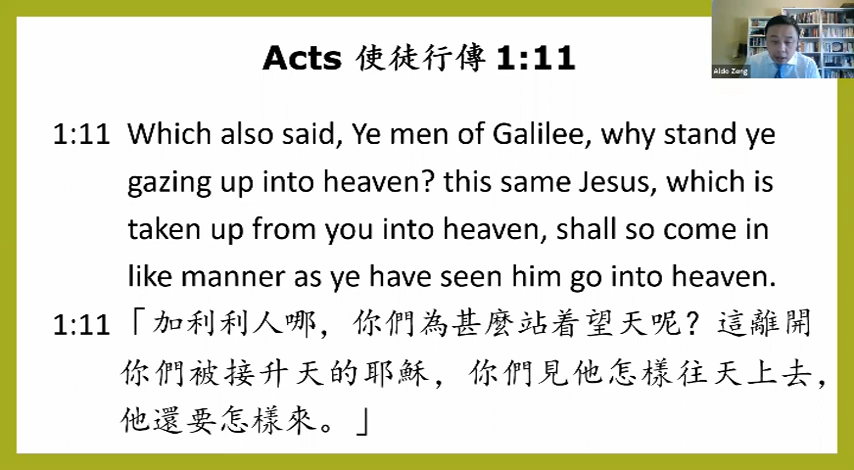 Acts 使徒行傳 1:11
Aldo Zeng
1:11 Which also said, Ye men of Galilee, why stand ye
gazing up into heaven? this same Jesus, which is
taken up from you into heaven, shall so come in
like manner as ye have seen him go into heaven.
1:11 「加利利人哪，你們為甚麼站着望天呢？這離開
你們被接升天的耶穌，你們見他怎樣往天上去，
他還要怎樣來。」